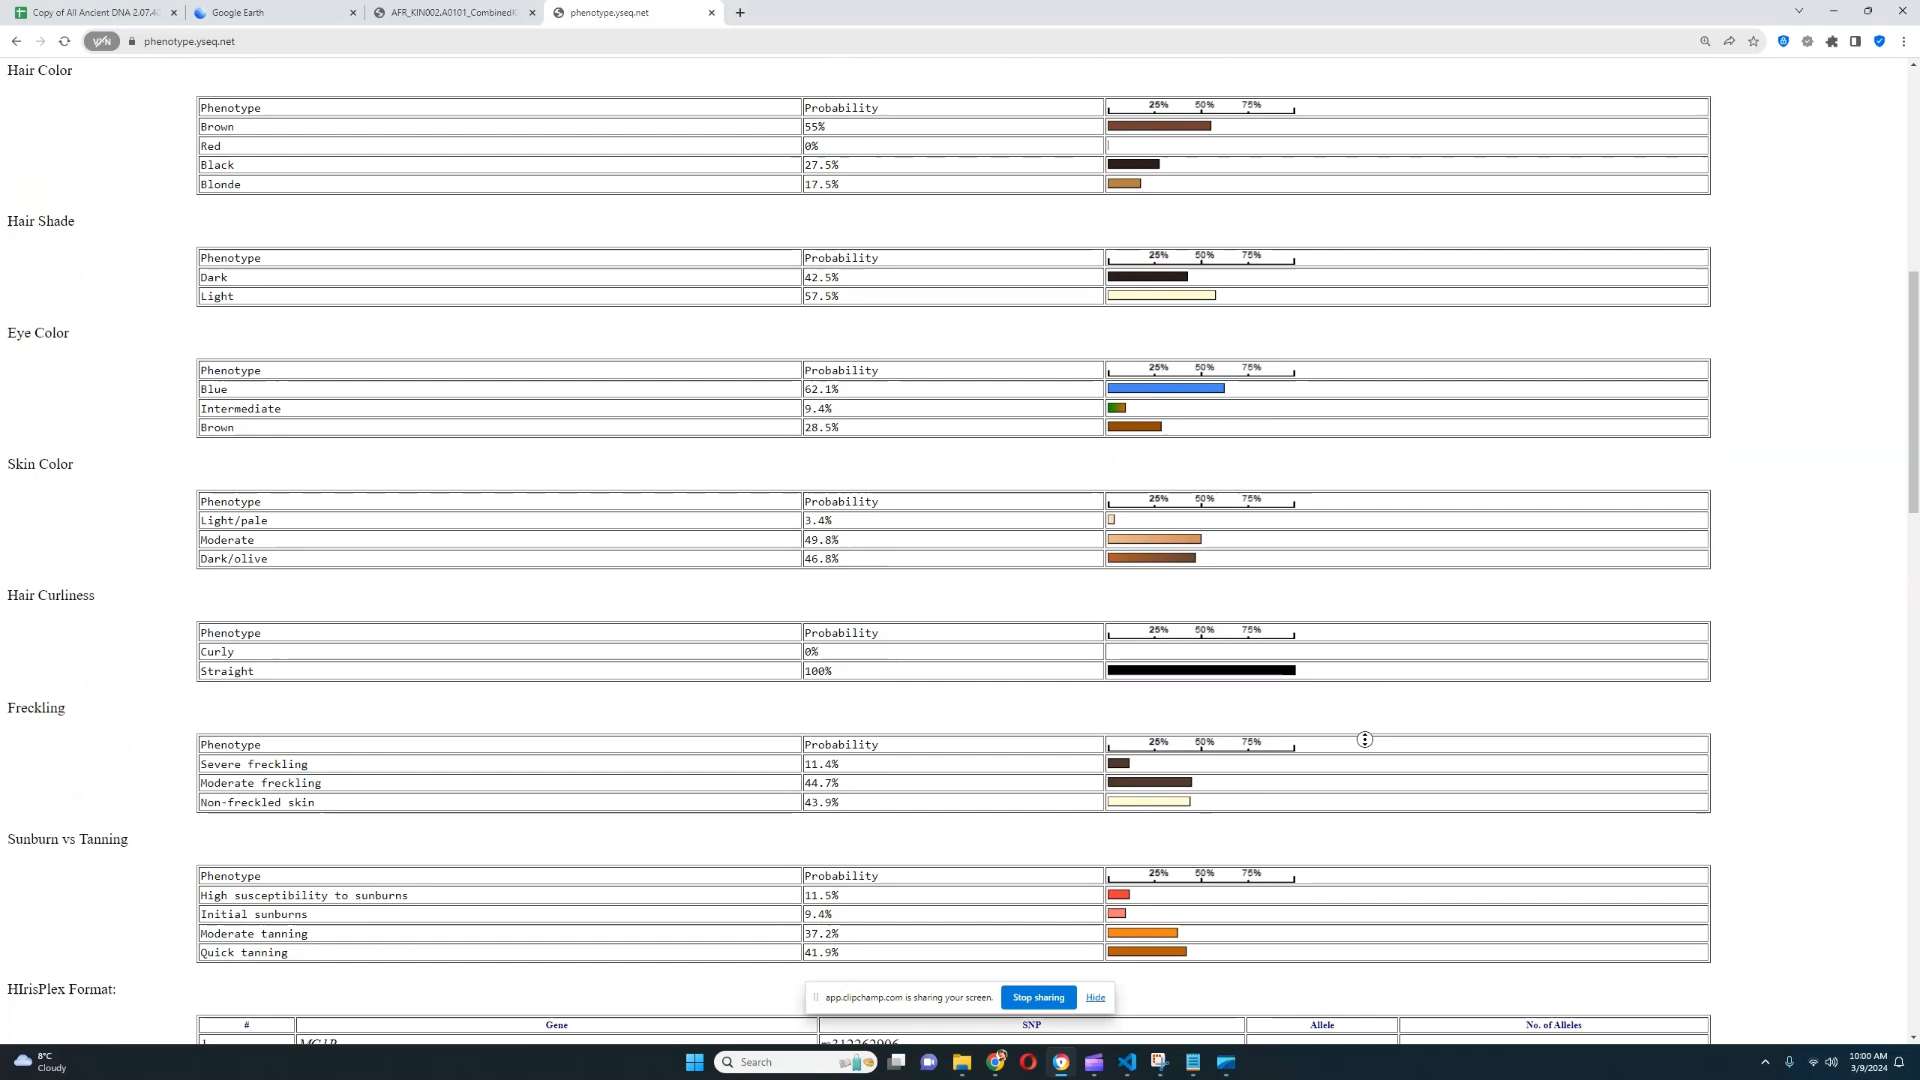 Copy of All Ancient DNA 2.07.4
Google Earth
AFR_KIN002.A0101_Combined
phenotype.yseq.net
phenotype.yseq.net
Hair Color
Phenotype Probability 25% 50% 75%
Brown 55%
Red 0%
Black 27.5%
Blonde 17.5%
Hair Shade
Phenotype Probability 25% 50% 75%
Dark 42.5%
Light 57.5%
Eye Color
Phenotype Probability 25% 50% 75%
Blue 62.1%
Intermediate 9.4%
Brown 28.5%
Skin Color
Phenotype Probability 25% 50% 75%
Light/pale 3.4%
Moderate 49.8%
Dark/olive 46.8%
Hair Curliness
Phenotype Probability 25% 50% 75%
Curly 0%
Straight 100%
Freckling
Phenotype Probability 25% 50% 75%
Severe freckling 11.4%
Moderate freckling 44.7%
Non-freckled skin 43.9%
Sunburn vs Tanning
Phenotype Probability 25% 50% 75%
High susceptibility to sunburns 11.5%
Initial sunburns 9.4%
Moderate tanning 37.2%
Quick tanning 41.9%
HIrisPlex Format:
app.clipchamp.com is sharing your screen. Stop sharing Hide
# Gene SNP Allele No. of Alleles
8°C
Cloudy
Search
10:00 AM
3/9/2024